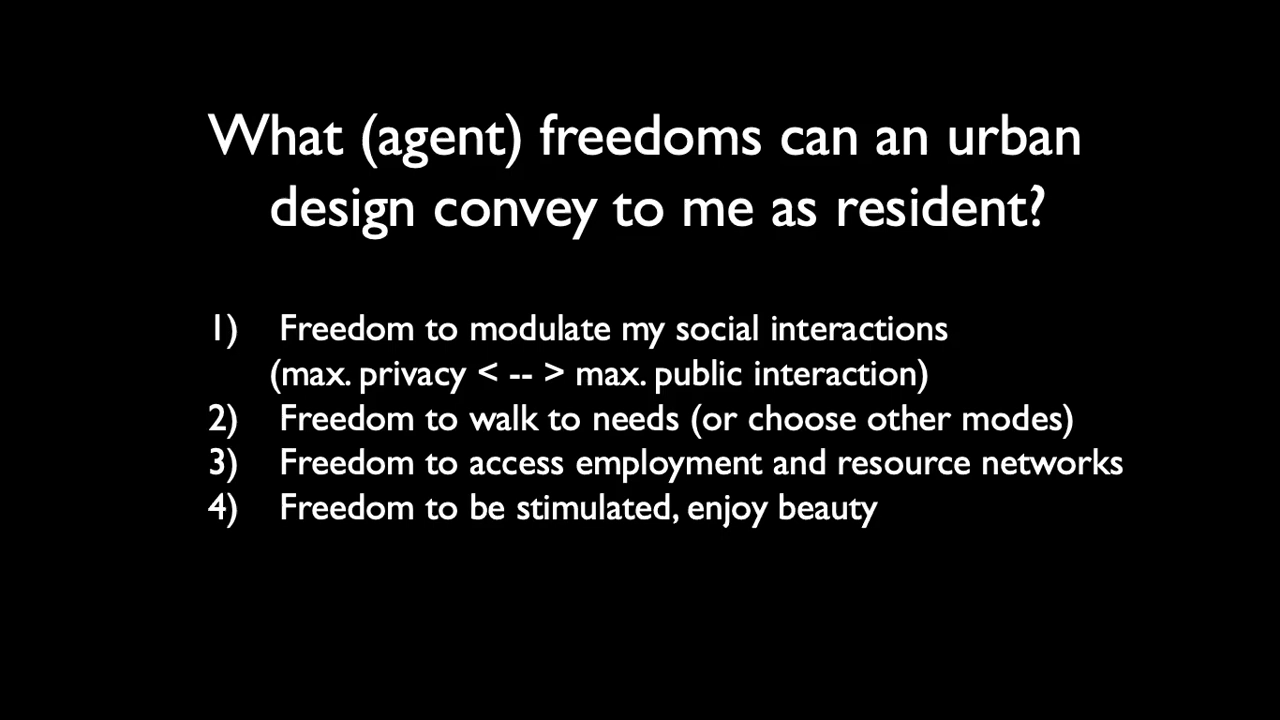 What (agent) freedoms can an urban
design convey to me as resident?
1) Freedom to modulate my social interactions
(max. privacy < -- > max. public interaction)
2) Freedom to walk to needs (or choose other modes)
3) Freedom to access employment and resource networks
4) Freedom to be stimulated, enjoy beauty